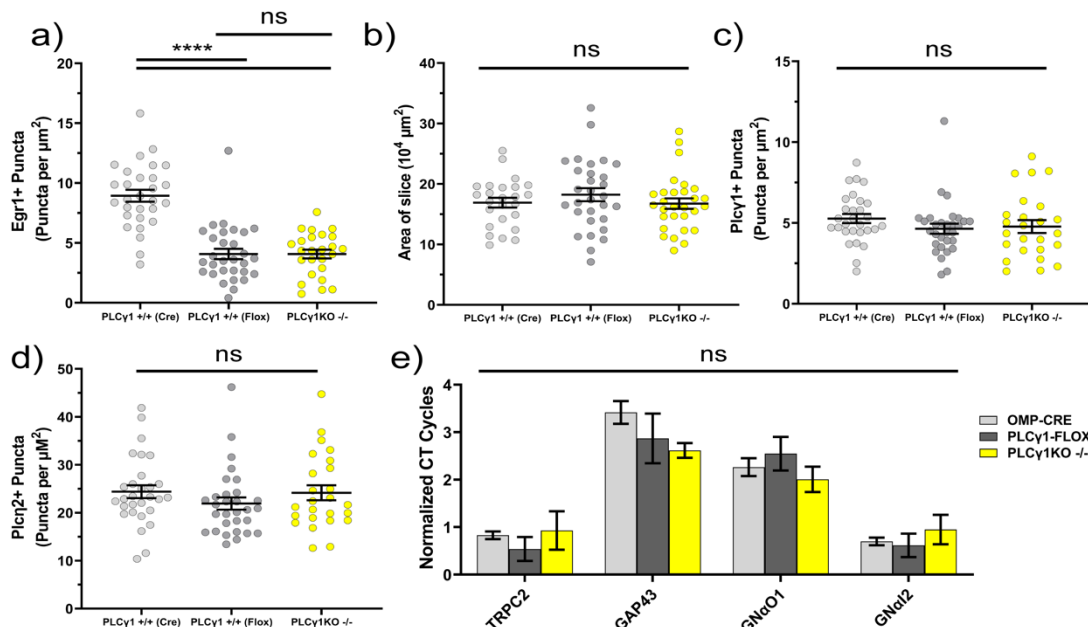 a)
ns
****
Egr1+ Puncta
(Puncta per µm²)
20
15
10
5
0
PLCγ1 +/+ (Cre)
PLCγ1 +/+ (Flox)
PLCγ1KO -/-
b)
ns
Area of slice (10⁴ µm²)
40
30
20
10
0
PLCγ1 +/+ (Cre)
PLCγ1 +/+ (Flox)
PLCγ1KO -/-
c)
ns
Plcγ1+ Puncta
(Puncta per µm²)
15
10
5
0
PLCγ1 +/+ (Cre)
PLCγ1 +/+ (Flox)
PLCγ1KO -/-
d)
ns
Plcη2+ Puncta
(Puncta per µM²)
50
40
30
20
10
0
PLCγ1 +/+ (Cre)
PLCγ1 +/+ (Flox)
PLCγ1KO -/-
e)
ns
Normalized CT Cycles
4
3
2
1
0
TRPC2
GAP43
GNαO1
GNαI2
OMP-CRE
PLCγ1-FLOX
PLCγ1KO -/-